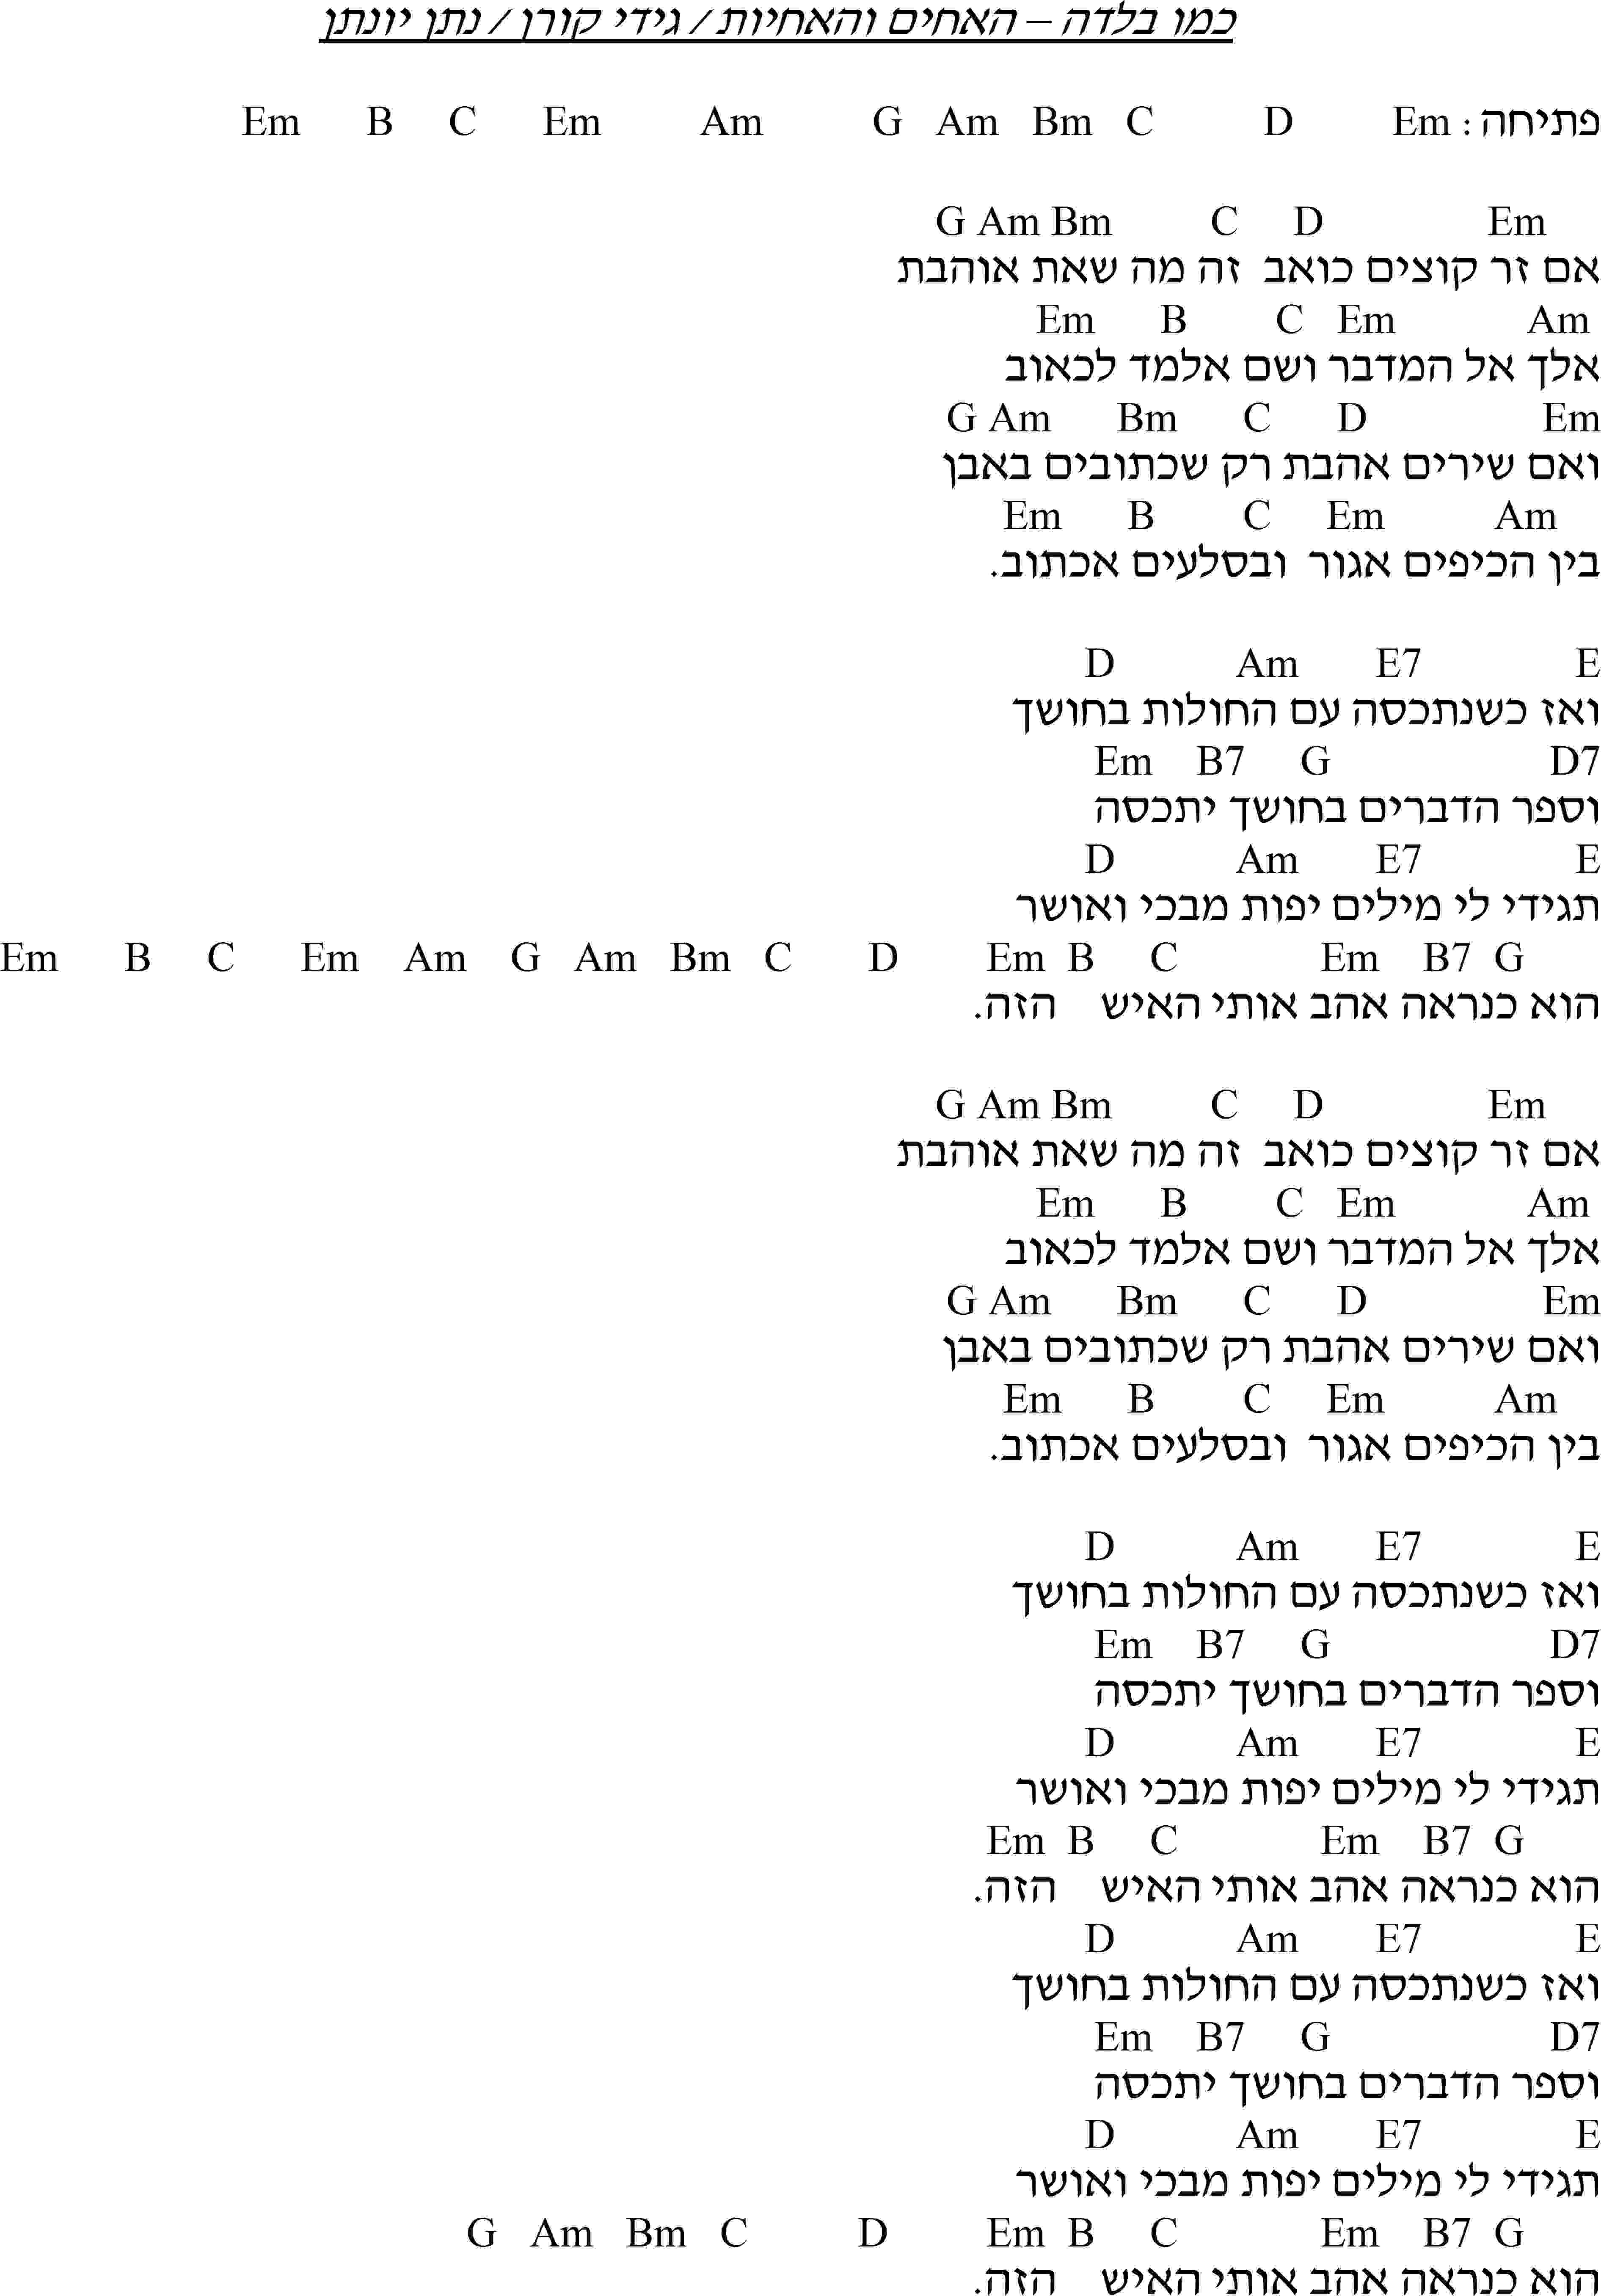 כמו בלדה – האחים והאחיות / גידי קורן / נתן יונתן
פתיחה : Em D C Bm Am G Am Em C B Em
Em D C Bm Am G
אם זר קוצים כואב זה מה שאת אוהבת
Am Em C B Em
אלך אל המדבר ושם אלמד לכאוב
Em D C Bm Am G
ואם שירים אהבת רק שכתובים באבן
Am Em C B Em
בין הכיפים אגור ובסלעים אכתוב.
E E7 Am D
ואז כשנתכסה עם החולות בחושך
D7 G B7 Em
וספר הדברים בחושך יתכסה
E E7 Am D
תגידי לי מילים יפות מבכי ואושר
G B7 Em C B Em D C Bm Am G Am Em C B Em
הוא כנראה אהב אותי האיש הזה.
Em D C Bm Am G
אם זר קוצים כואב זה מה שאת אוהבת
Am Em C B Em
אלך אל המדבר ושם אלמד לכאוב
Em D C Bm Am G
ואם שירים אהבת רק שכתובים באבן
Am Em C B Em
בין הכיפים אגור ובסלעים אכתוב.
E E7 Am D
ואז כשנתכסה עם החולות בחושך
D7 G B7 Em
וספר הדברים בחושך יתכסה
E E7 Am D
תגידי לי מילים יפות מבכי ואושר
G B7 Em C B Em
הוא כנראה אהב אותי האיש הזה.
E E7 Am D
ואז כשנתכסה עם החולות בחושך
D7 G B7 Em
וספר הדברים בחושך יתכסה
E E7 Am D
תגידי לי מילים יפות מבכי ואושר
G B7 Em C B Em D C Bm Am G
הוא כנראה אהב אותי האיש הזה.